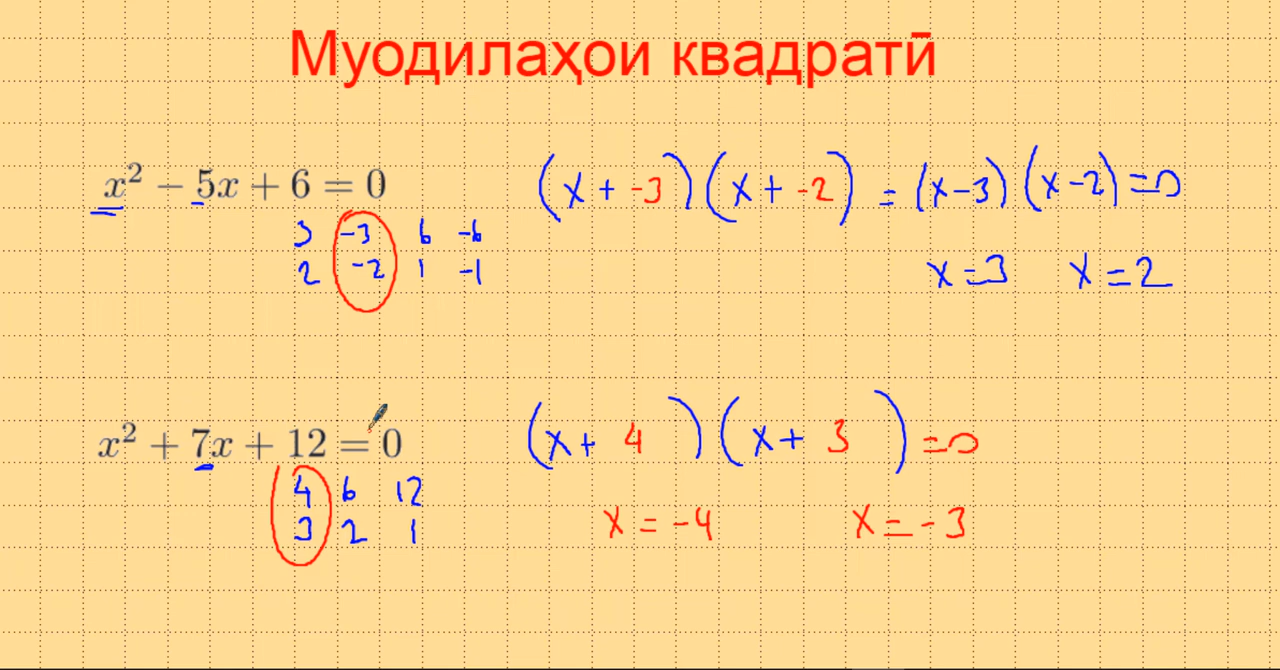 Муодилаҳои квадратӣ
x² − 5x + 6 = 0
(x + -3)(x + -2) = (x-3)(x-2)=0
3 -3 6 -6
2 -2 1 -1
x=3 x=2
x² + 7x + 12 = 0
(x+ 4)(x+ 3)=0
4 6 12
3 2 1
x = -4 x = -3